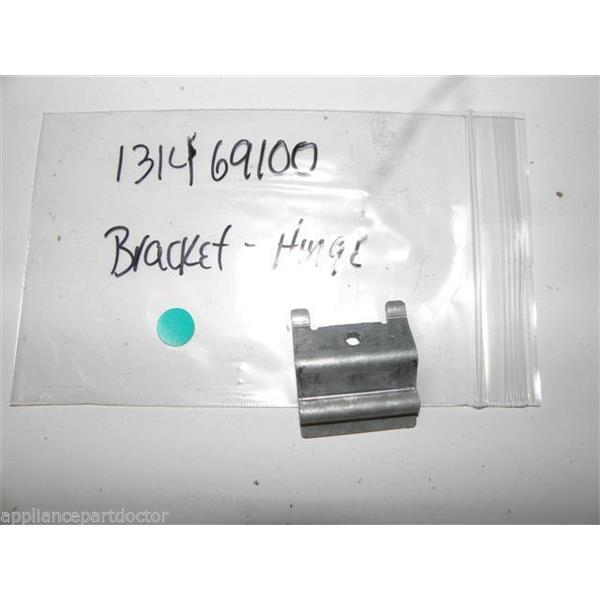 131469100
Bracket - Hinge
appliancepartdoctor